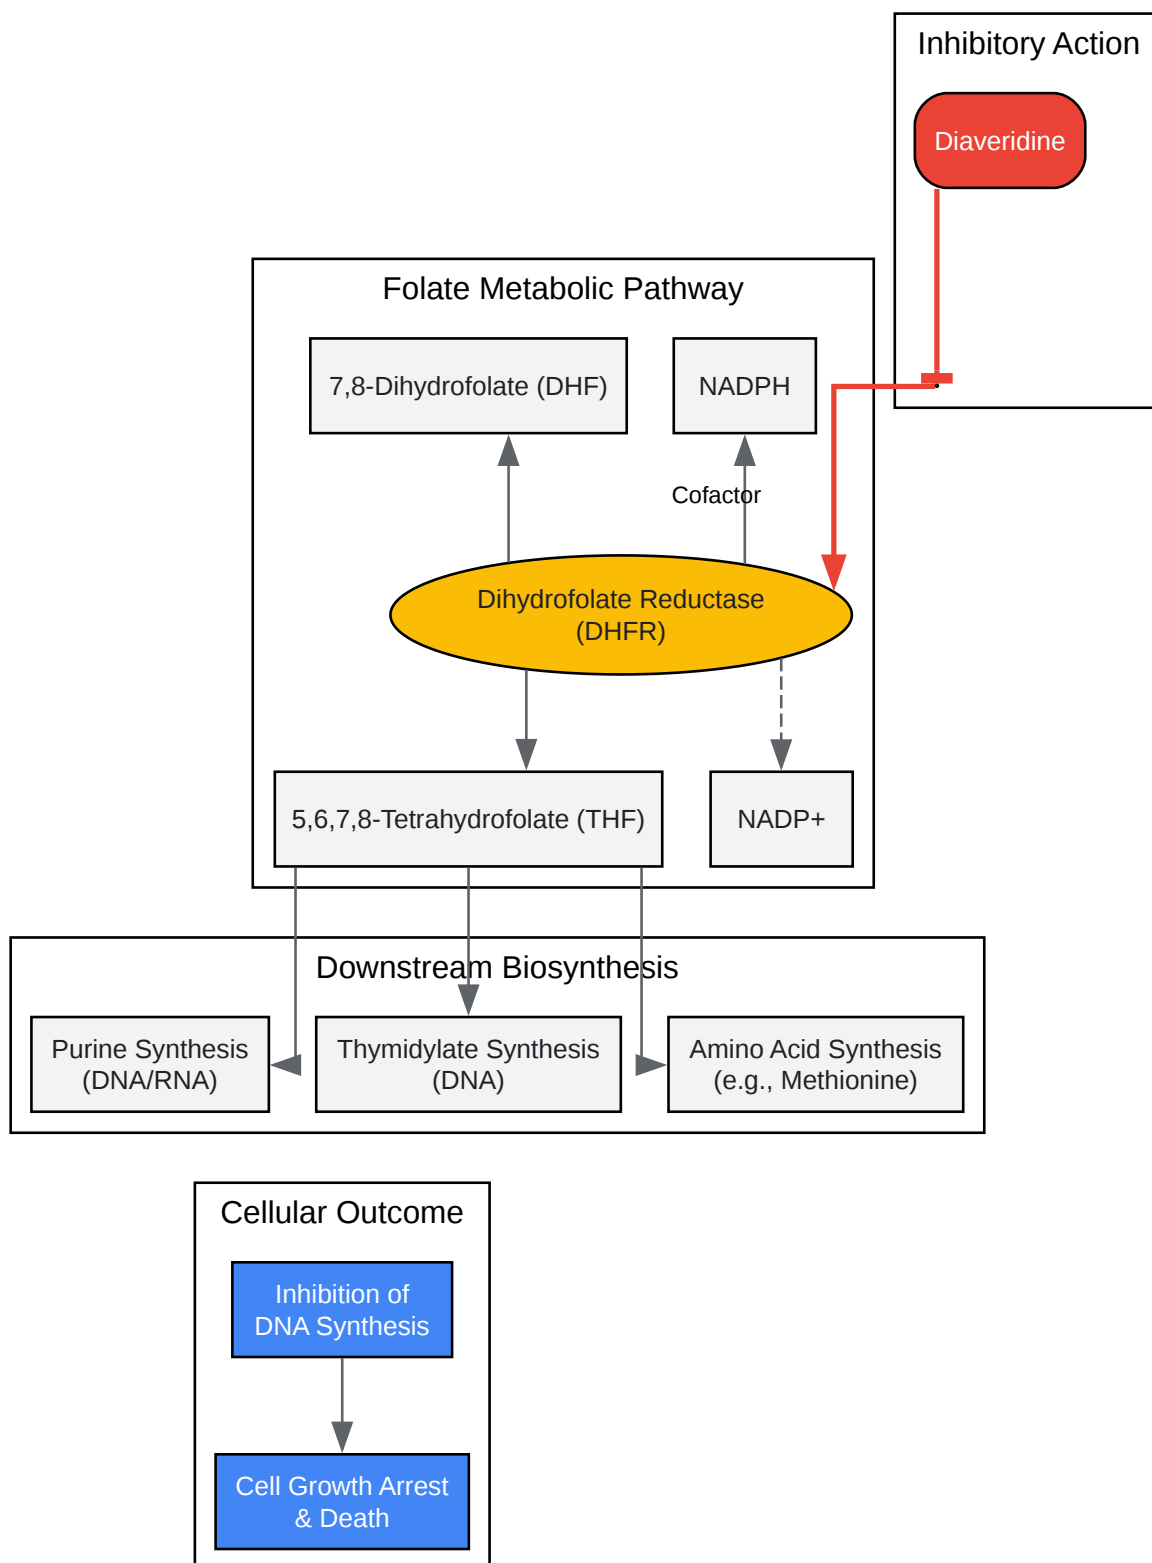 Inhibitory Action
Diaveridine
Folate Metabolic Pathway
7,8-Dihydrofolate (DHF)
NADPH
Cofactor
Dihydrofolate Reductase
(DHFR)
5,6,7,8-Tetrahydrofolate (THF)
NADP+
Downstream Biosynthesis
Purine Synthesis
(DNA/RNA)
Thymidylate Synthesis
(DNA)
Amino Acid Synthesis
(e.g., Methionine)
Cellular Outcome
Inhibition of
DNA Synthesis
Cell Growth Arrest
& Death